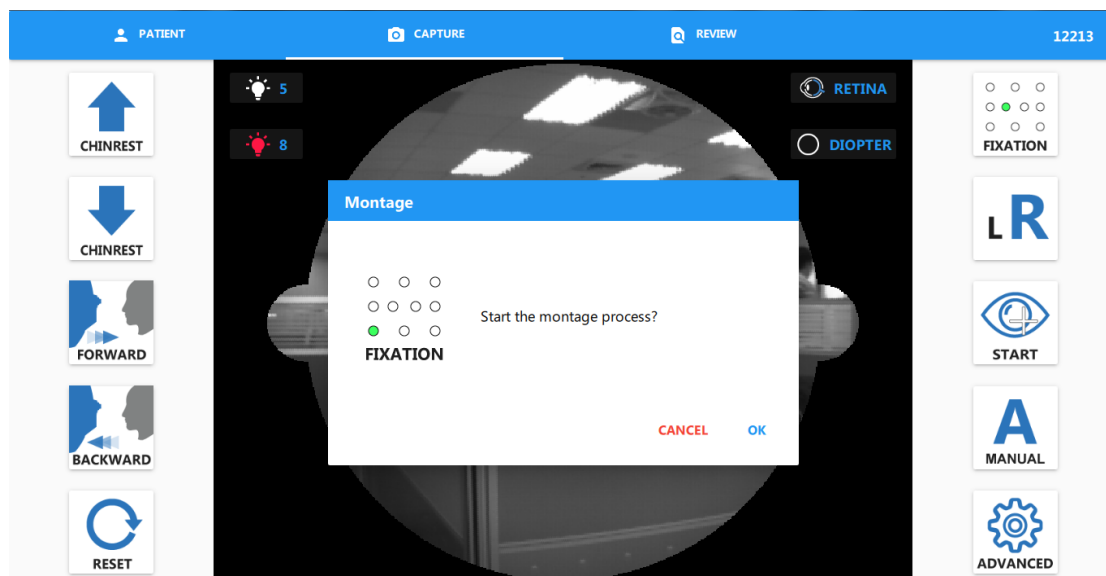 PATIENT
CAPTURE
REVIEW
12213
CHINREST
CHINREST
FORWARD
BACKWARD
RESET
5
8
RETINA
DIOPTER
Montage
FIXATION
Start the montage process?
CANCEL
OK
FIXATION
L R
START
A
MANUAL
ADVANCED